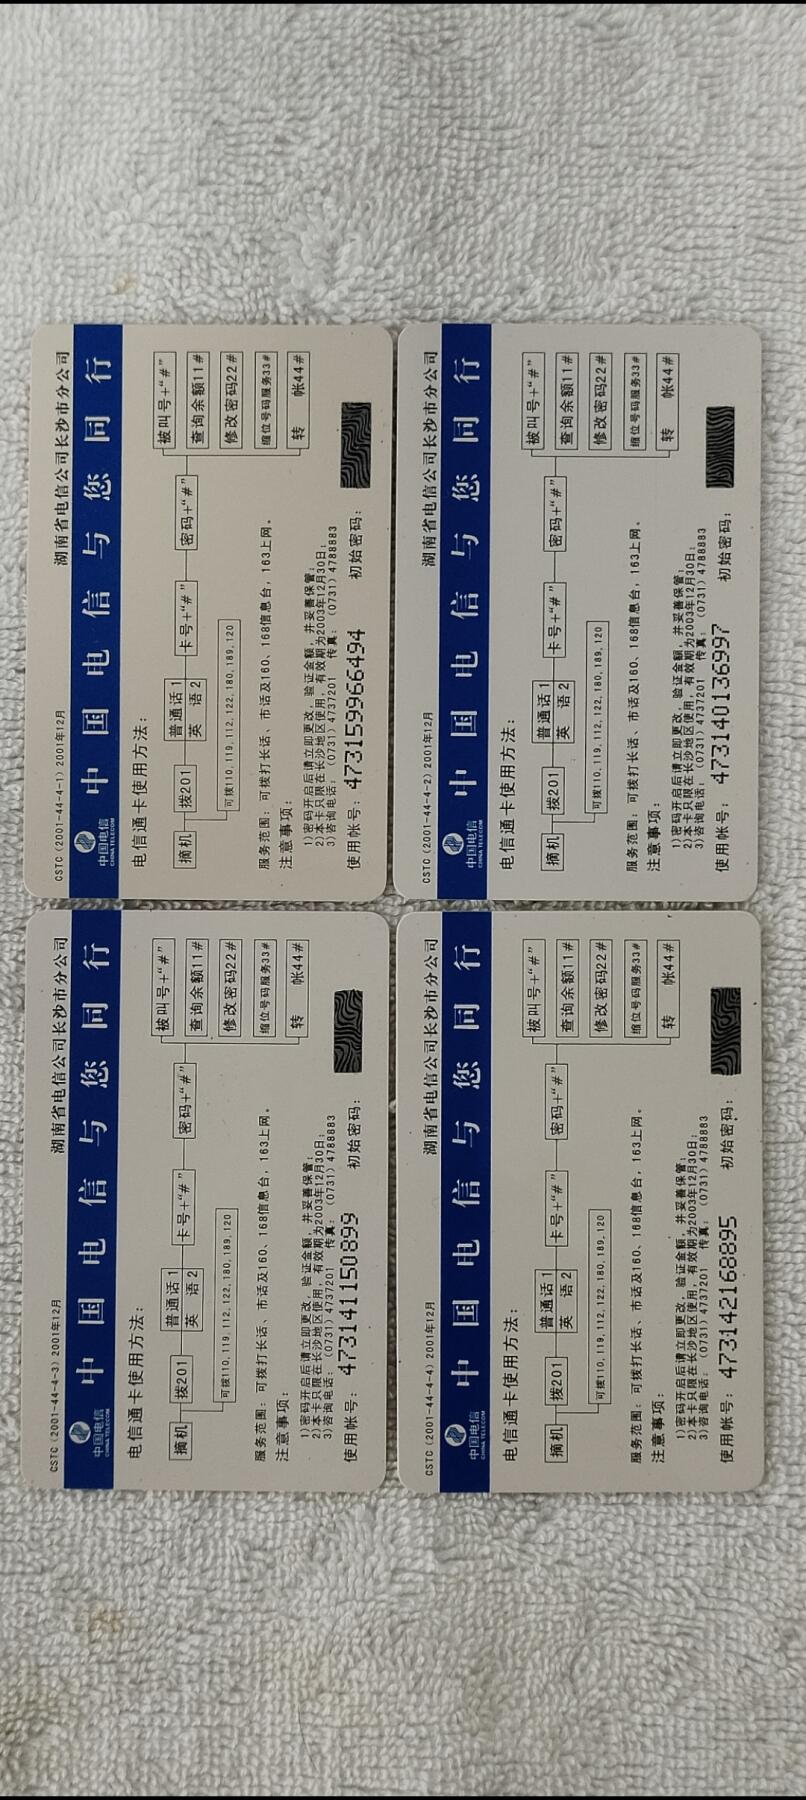 CSTC（2001-44-4-1）2001年12月
湖南省电信公司长沙市分公司
中国电信
CHINA TELECOM
中国电信与您同行
电信通卡使用方法：
摘机
拨201
普通话1
英 语2
卡号+“#”
密码+“#”
被叫号+“#”
查询余额11#
修改密码22#
缩位号码服务33#
转 帐44#
可拨110、119、112、122、180、189、120
服务范围：可拨打长话、市话及160、168信息台，163上网。
注意事项：
1)密码开启后请立即更改，验证金额，并妥善保管；
2)本卡只限在长沙地区使用，有效期为2003年12月30日；
3)咨询电话：（0731）4737201 传真：（0731）4788883
使用帐号：473159966494 初始密码：
CSTC（2001-44-4-2）2001年12月
湖南省电信公司长沙市分公司
中国电信
CHINA TELECOM
中国电信与您同行
电信通卡使用方法：
摘机
拨201
普通话1
英 语2
卡号+“#”
密码+“#”
被叫号+“#”
查询余额11#
修改密码22#
缩位号码服务33#
转 帐44#
可拨110、119、112、122、180、189、120
服务范围：可拨打长话、市话及160、168信息台，163上网。
注意事项：
1)密码开启后请立即更改，验证金额，并妥善保管；
2)本卡只限在长沙地区使用，有效期为2003年12月30日；
3)咨询电话：（0731）4737201 传真：（0731）4788883
使用帐号：473140136997 初始密码：
CSTC（2001-44-4-3）2001年12月
湖南省电信公司长沙市分公司
中国电信
CHINA TELECOM
中国电信与您同行
电信通卡使用方法：
摘机
拨201
普通话1
英 语2
卡号+“#”
密码+“#”
被叫号+“#”
查询余额11#
修改密码22#
缩位号码服务33#
转 帐44#
可拨110、119、112、122、180、189、120
服务范围：可拨打长话、市话及160、168信息台，163上网。
注意事项：
1)密码开启后请立即更改，验证金额，并妥善保管；
2)本卡只限在长沙地区使用，有效期为2003年12月30日；
3)咨询电话：（0731）4737201 传真：（0731）4788883
使用帐号：473141150899 初始密码：
CSTC（2001-44-4-4）2001年12月
湖南省电信公司长沙市分公司
中国电信
CHINA TELECOM
中国电信与您同行
电信通卡使用方法：
摘机
拨201
普通话1
英 语2
卡号+“#”
密码+“#”
被叫号+“#”
查询余额11#
修改密码22#
缩位号码服务33#
转 帐44#
可拨110、119、112、122、180、189、120
服务范围：可拨打长话、市话及160、168信息台，163上网。
注意事项：
1)密码开启后请立即更改，验证金额，并妥善保管；
2)本卡只限在长沙地区使用，有效期为2003年12月30日；
3)咨询电话：（0731）4737201 传真：（0731）4788883
使用帐号：473142168895 初始密码：